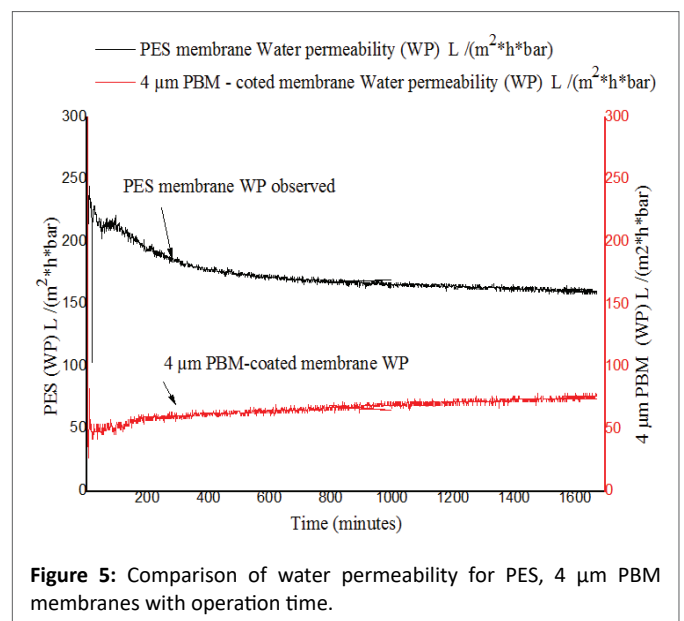 PES membrane Water permeability (WP) L /(m²*h*bar)
4 µm PBM - coted membrane Water permeability (WP) L /(m²*h*bar)
300
250
200
150
100
50
0
PES (WP) L /(m²*h*bar)
PES membrane WP observed
4 µm PBM-coated membrane WP
300
250
200
150
100
50
0
4 µm PBM (WP) L /(m2*h*bar)
200 400 600 800 1000 1200 1400 1600
Time (minutes)
Figure 5: Comparison of water permeability for PES, 4 µm PBM
membranes with operation time.